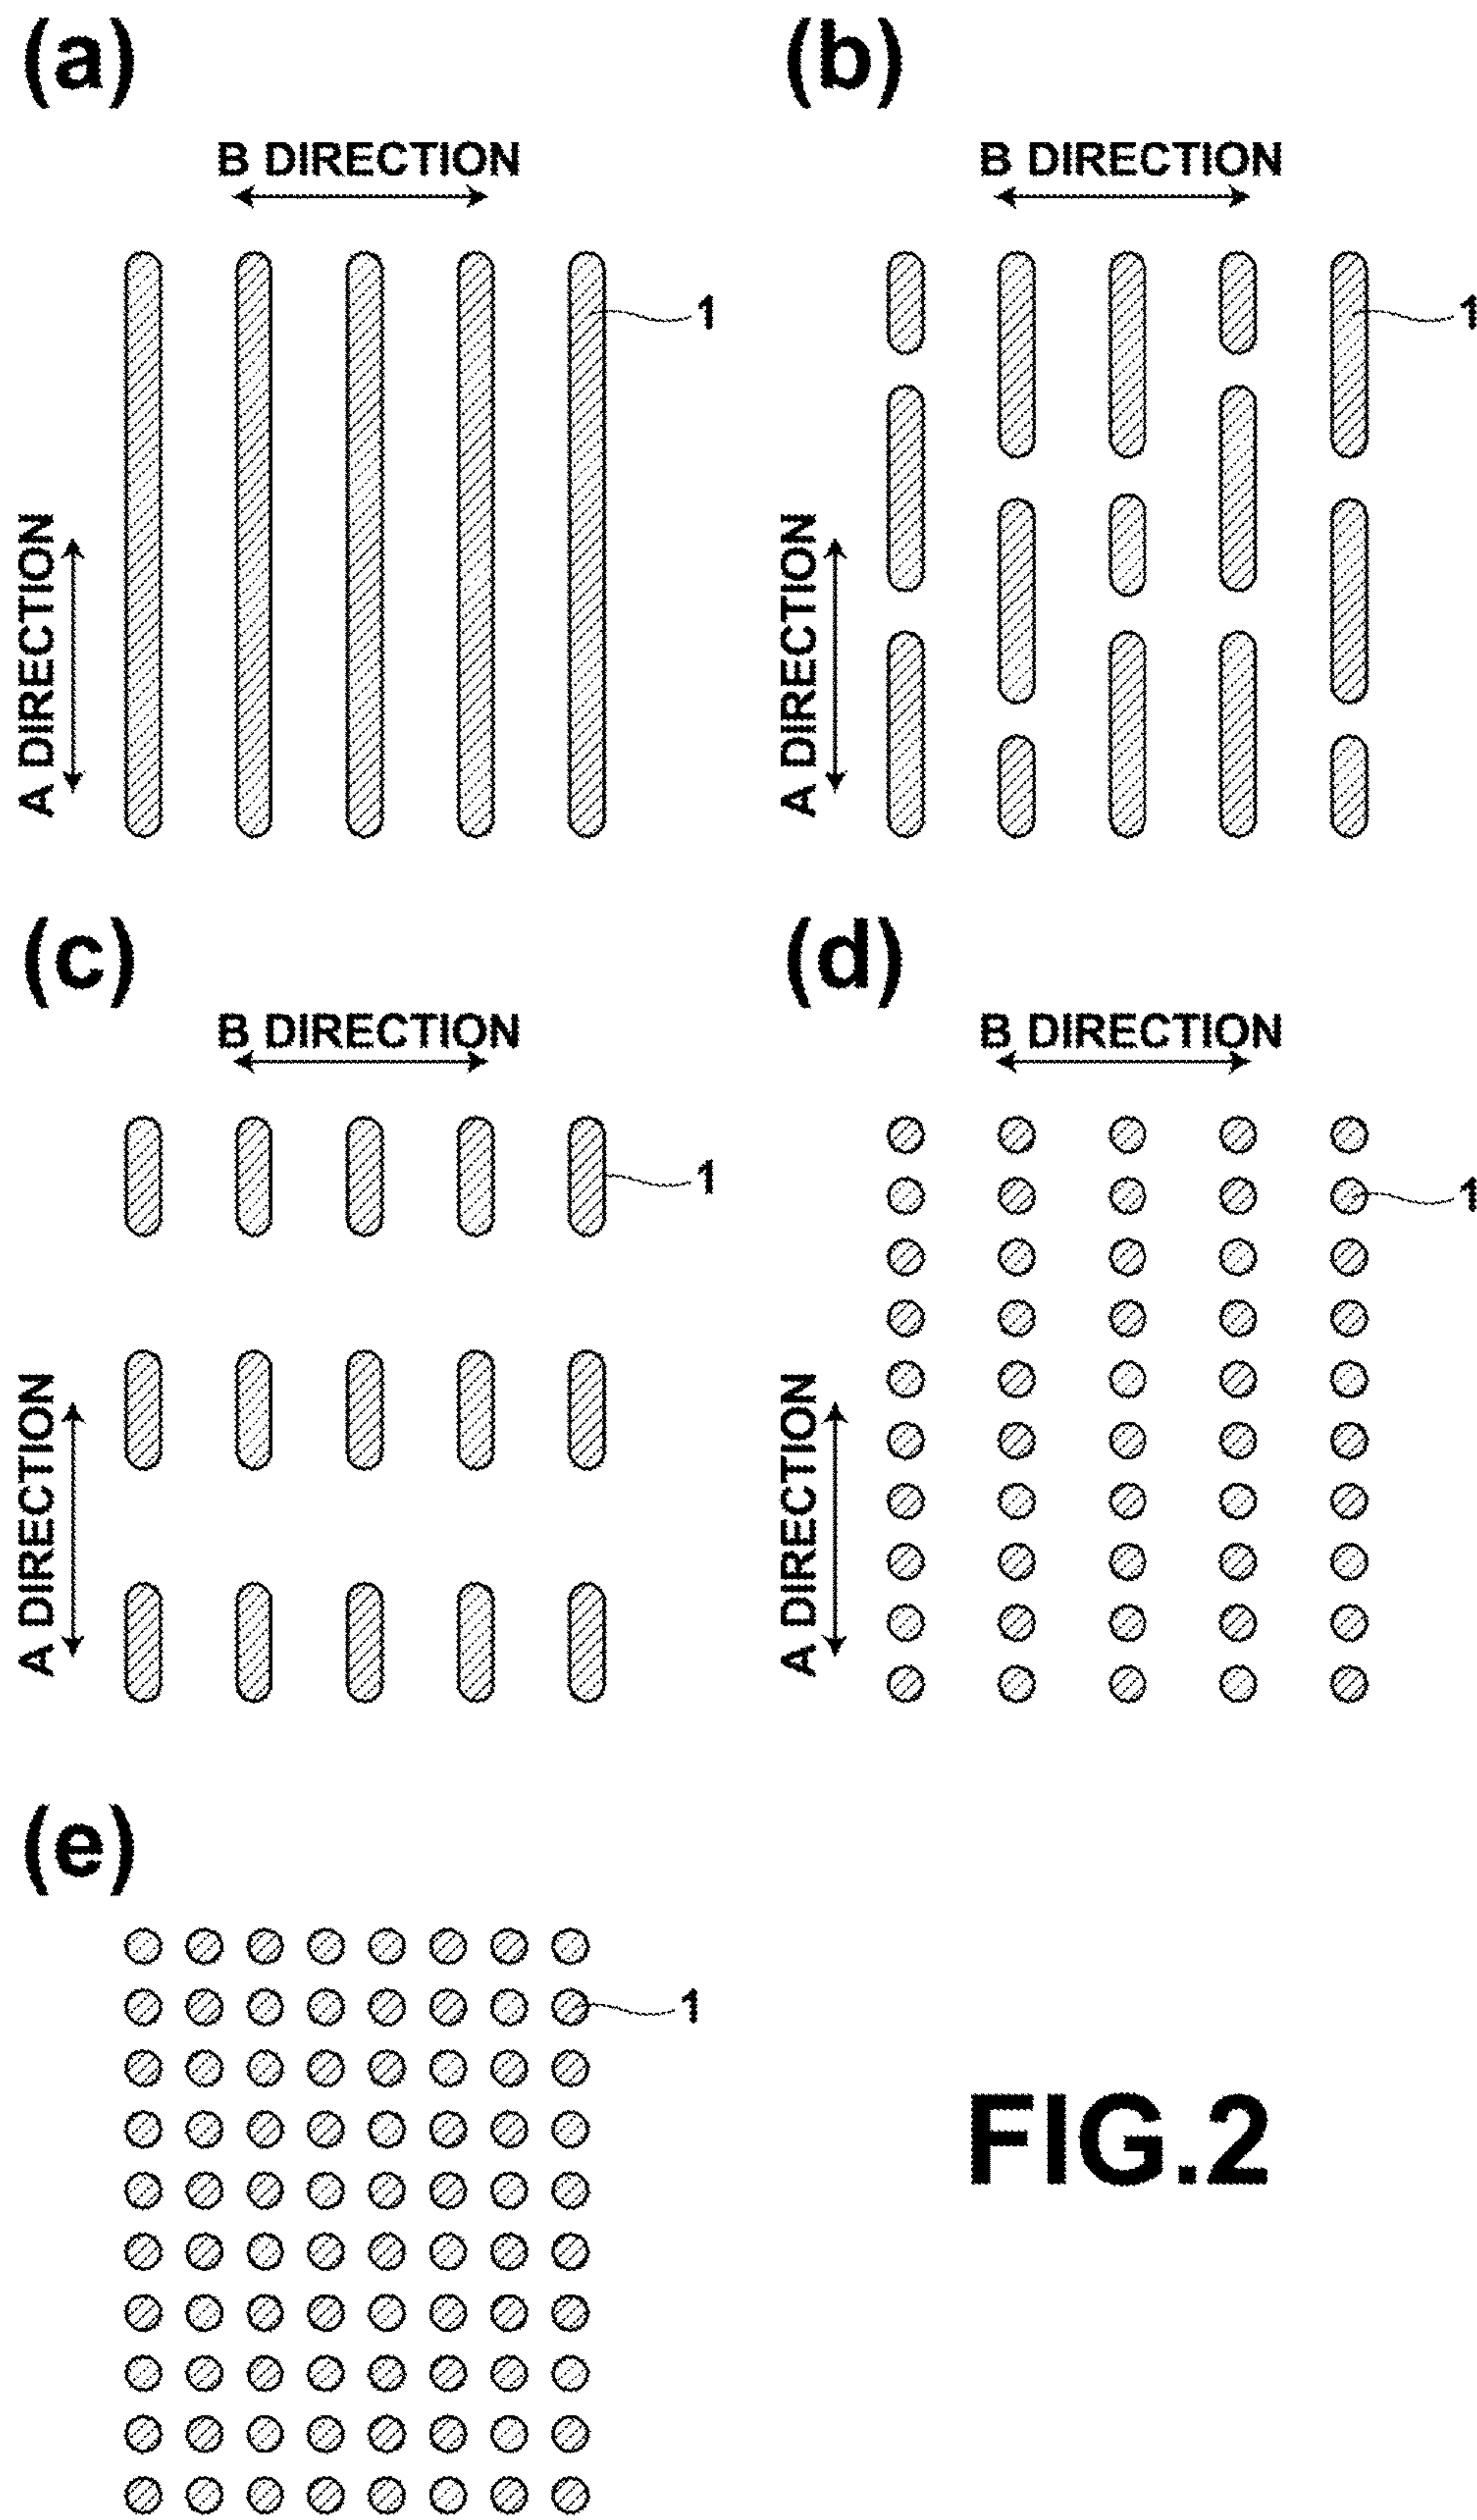 (a)
B DIRECTION
A DIRECTION
1
(b)
B DIRECTION
A DIRECTION
1
(c)
B DIRECTION
A DIRECTION
1
(d)
B DIRECTION
A DIRECTION
1
(e)
1
FIG.2